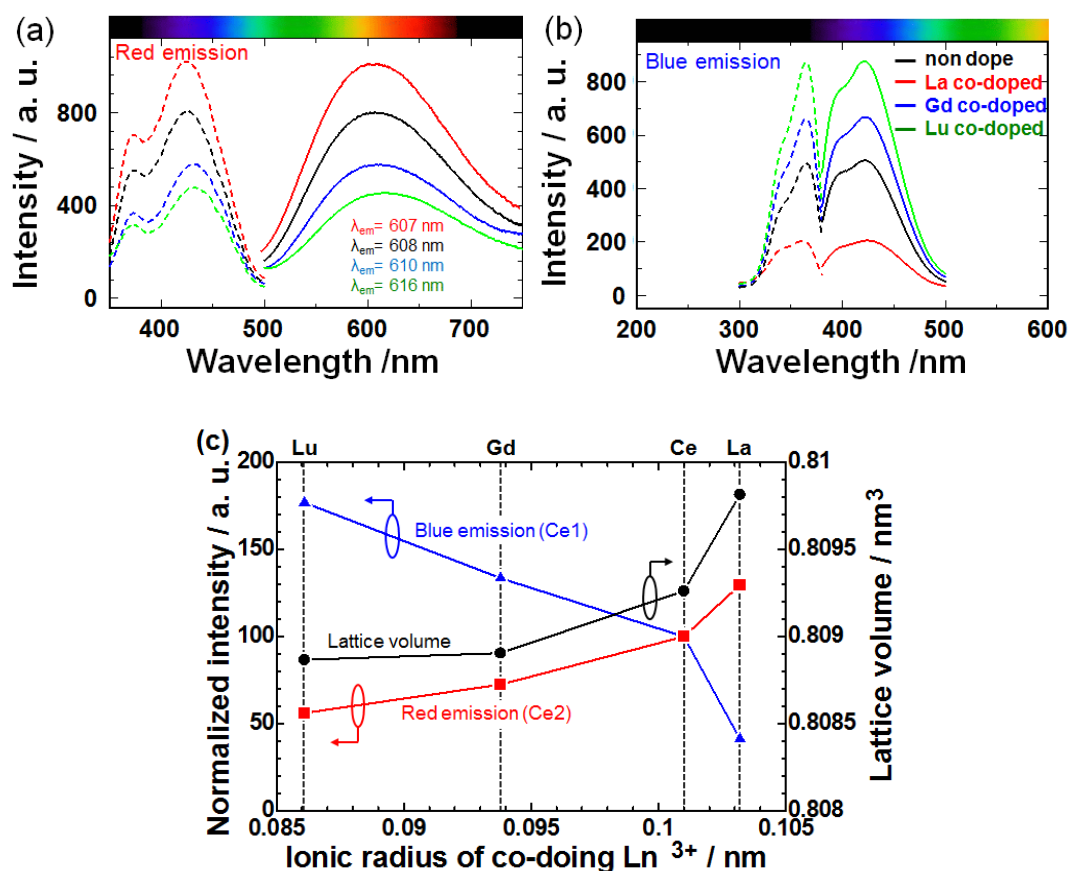 (a)
Red emission
Intensity / a. u.
800
400
0
λem= 607 nm
λem= 608 nm
λem= 610 nm
λem= 616 nm
400 500 600 700
Wavelength /nm
(b)
Blue emission
non dope
La co-doped
Gd co-doped
Lu co-doped
Intensity / a. u.
800
600
400
200
0
200 300 400 500 600
Wavelength /nm
(c)
Lu Gd Ce La
Normalized intensity / a. u.
200
150
100
50
0
Blue emission (Ce1)
Lattice volume
Red emission (Ce2)
0.81
0.8095
0.809
0.8085
0.808
Lattice volume / nm3
0.085 0.09 0.095 0.1 0.105
Ionic radius of co-doing Ln 3+ / nm